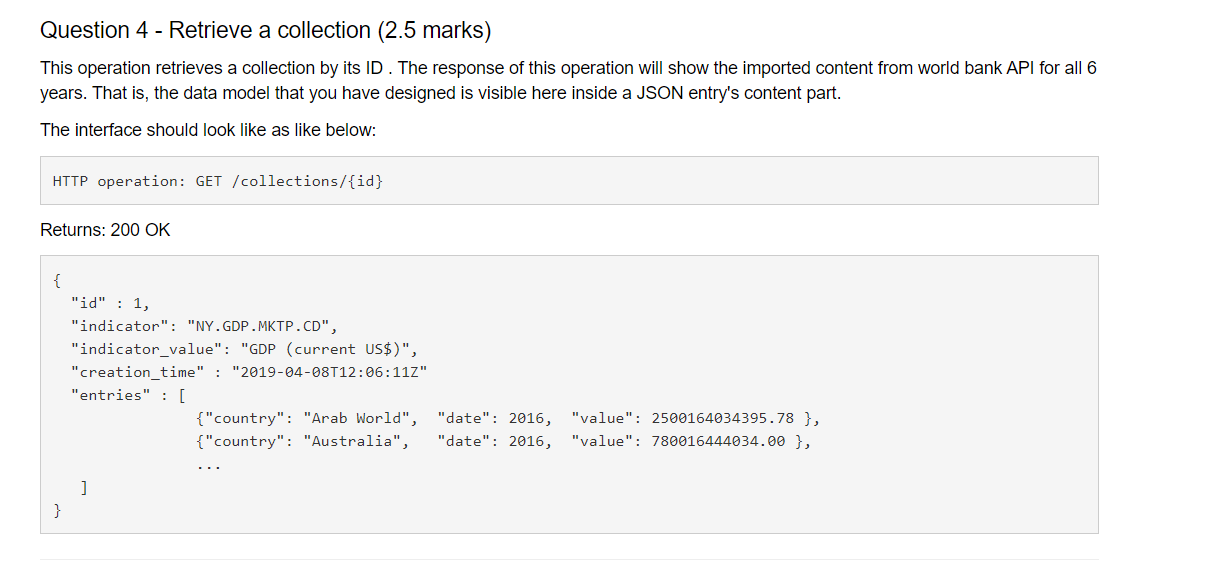 Question 4 - Retrieve a collection (2.5 marks)
This operation retrieves a collection by its ID . The response of this operation will show the imported content from world bank API for all 6
years. That is, the data model that you have designed is visible here inside a JSON entry's content part.
The interface should look like as like below:
HTTP operation: GET /collections/{id}
Returns: 200 OK
{
"id" : 1,
"indicator": "NY.GDP.MKTP.CD",
"indicator_value": "GDP (current US$)",
"creation_time" : "2019-04-08T12:06:11Z"
"entries" : [
{"country": "Arab World", "date": 2016, "value": 2500164034395.78 },
{"country": "Australia", "date": 2016, "value": 780016444034.00 },
...
]
}